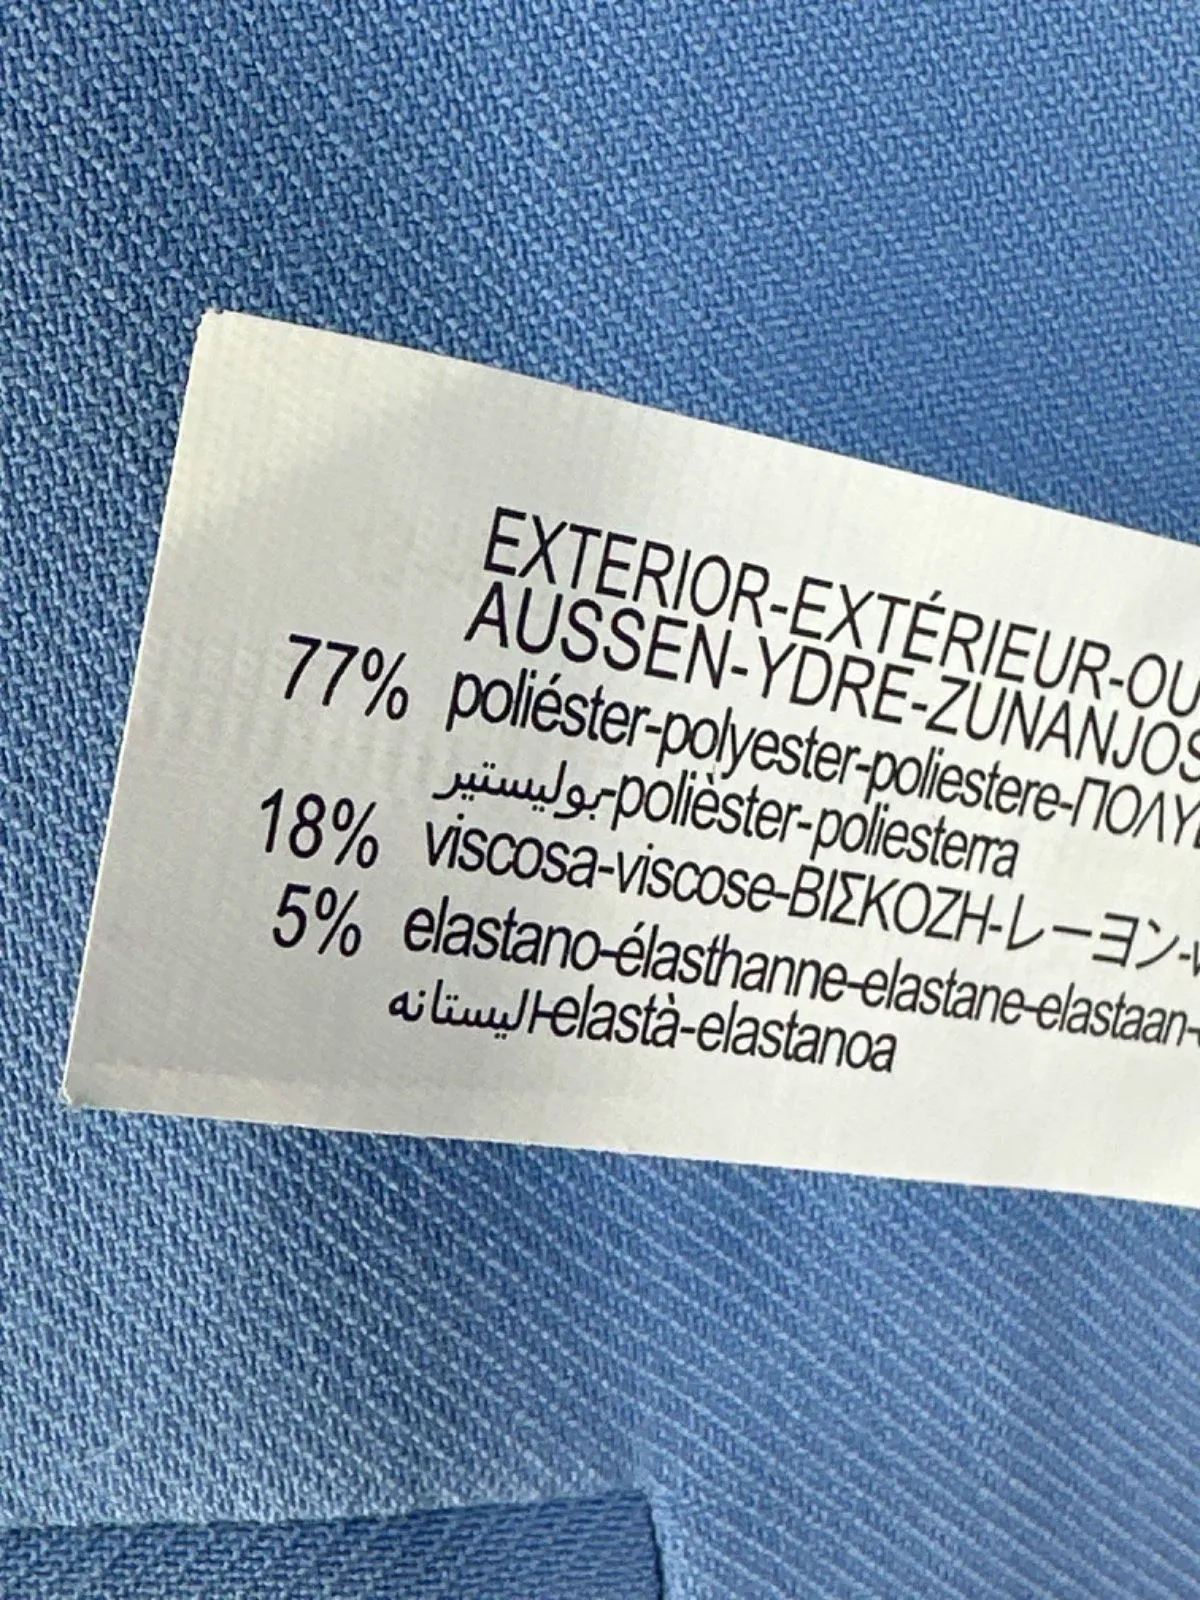 EXTERIOR-EXTÉRIEUR-OU
AUSSEN-YDRE-ZUNANJOS
77% poliéster-polyester-poliestere-ΠΟΛΥ
بوليستير-polièster-poliesterra
18% viscosa-viscose-ΒΙΣΚΟΖΗ-レーヨン-
5% elastano-élasthanne-elastane-elastaan-
اليستانه-elastà-elastanoa